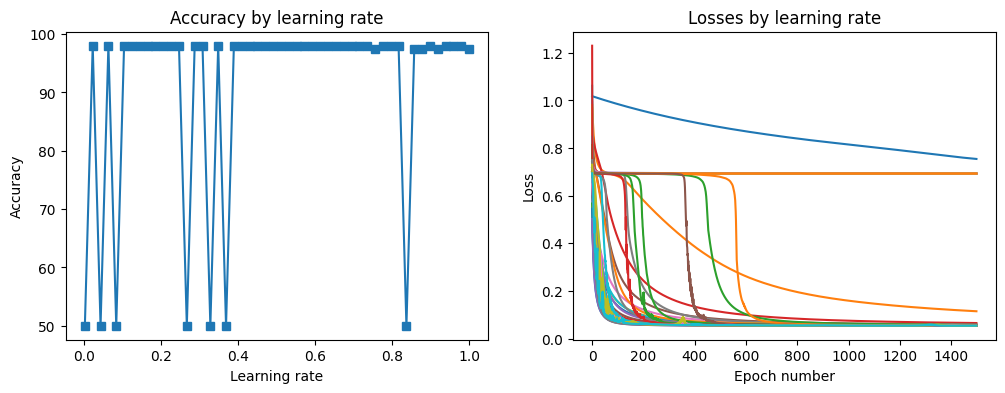 Accuracy by learning rate
Accuracy
100
90
80
70
60
50
0.0 0.2 0.4 0.6 0.8 1.0
Learning rate
Losses by learning rate
Loss
1.2
1.0
0.8
0.6
0.4
0.2
0.0
0 200 400 600 800 1000 1200 1400
Epoch number